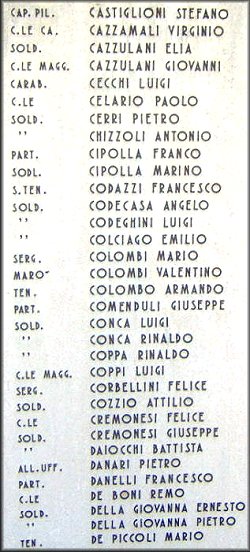 CAP. PIL. CASTIGLIONI STEFANO
C.LE CA. CAZZAMALI VIRGINIO
SOLD. CAZZULANI ELIA
C.LE MAGG. CAZZULANI GIOVANNI
CARAB. CECCHI LUIGI
C.LE CELARIO PAOLO
SOLD. CERRI PIETRO
'' CHIZZOLI ANTONIO
PART. CIPOLLA FRANCO
SODL. CIPOLLA MARINO
S.TEN. CODAZZI FRANCESCO
SOLD. CODECASA ANGELO
'' CODEGHINI LUIGI
'' COLCIAGO EMILIO
SERG. COLOMBI MARIO
MARO~ COLOMBI VALENTINO
TEN. COLOMBO ARMANDO
PART. COMENDULI GIUSEPPE
SOLD. CONCA LUIGI
'' CONCA RINALDO
'' COPPA RINALDO
C.LE MAGG. COPPI LUIGI
SERG. CORBELLINI FELICE
SOLD. COZZIO ATTILIO
C.LE CREMONESI FELICE
SOLD. CREMONESI GIUSEPPE
'' DAIOCCHI BATTISTA
ALL.UFF. DANARI PIETRO
PART. DANELLI FRANCESCO
C.LE DE BONI REMO
SOLD. DELLA GIOVANNA ERNESTO
'' DELLA GIOVANNA PIETRO
TEN. DE PICCOLI MARIO